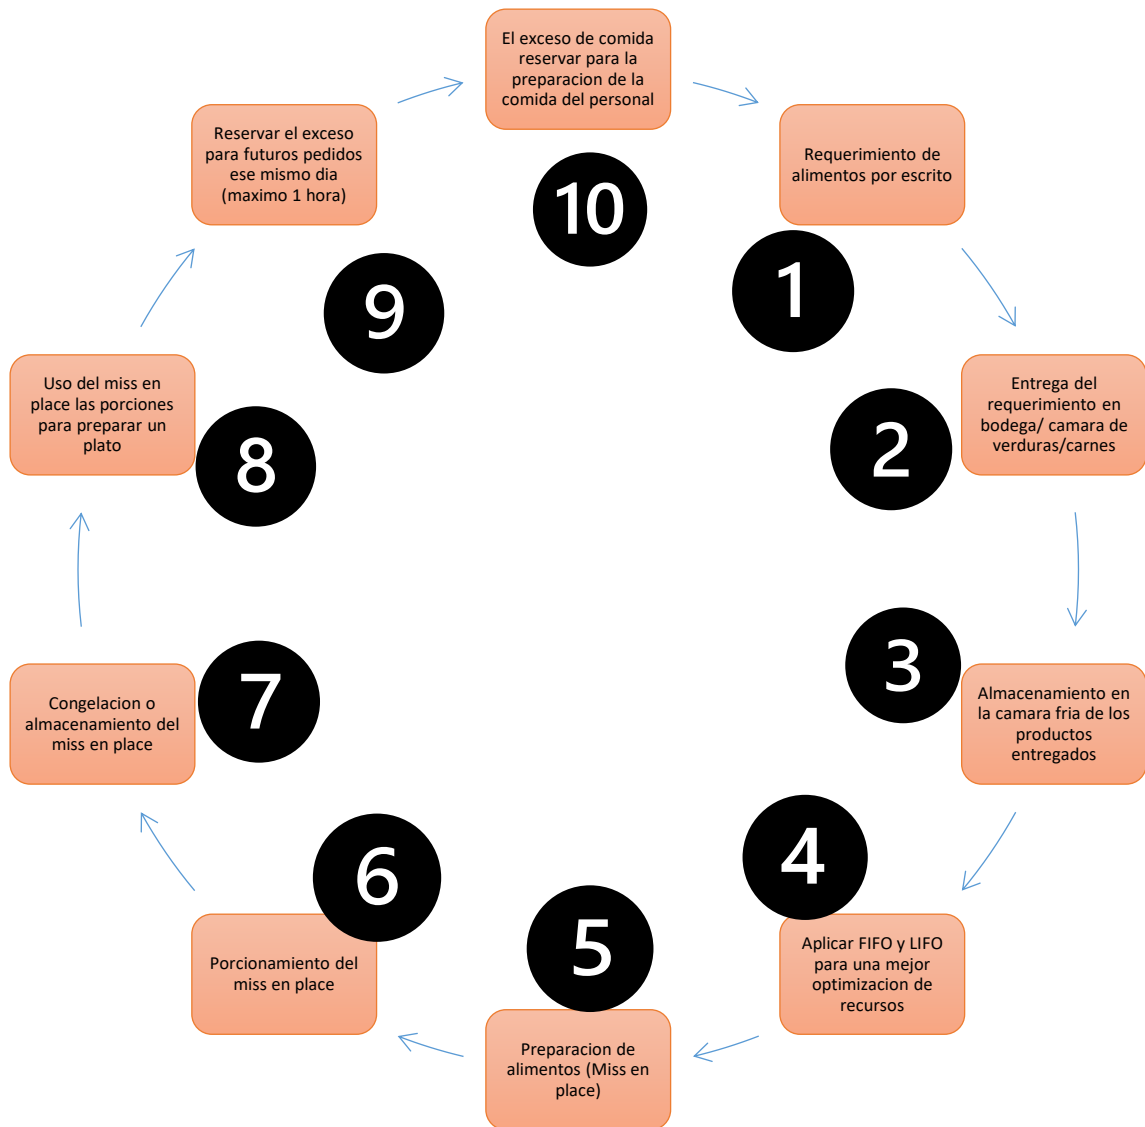 El exceso de comida
reservar para la
preparacion de la
comida del personal
10
Requerimiento de
alimentos por escrito
1
Entrega del
requerimiento en
bodega/ camara de
verduras/carnes
2
Almacenamiento en
la camara fria de los
productos
entregados
3
Aplicar FIFO y LIFO
para una mejor
optimizacion de
recursos
4
Preparacion de
alimentos (Miss en
place)
5
Porcionamiento del
miss en place
6
Congelacion o
almacenamiento del
miss en place
7
Uso del miss en
place las porciones
para preparar un
plato
8
Reservar el exceso
para futuros pedidos
ese mismo dia
(maximo 1 hora)
9